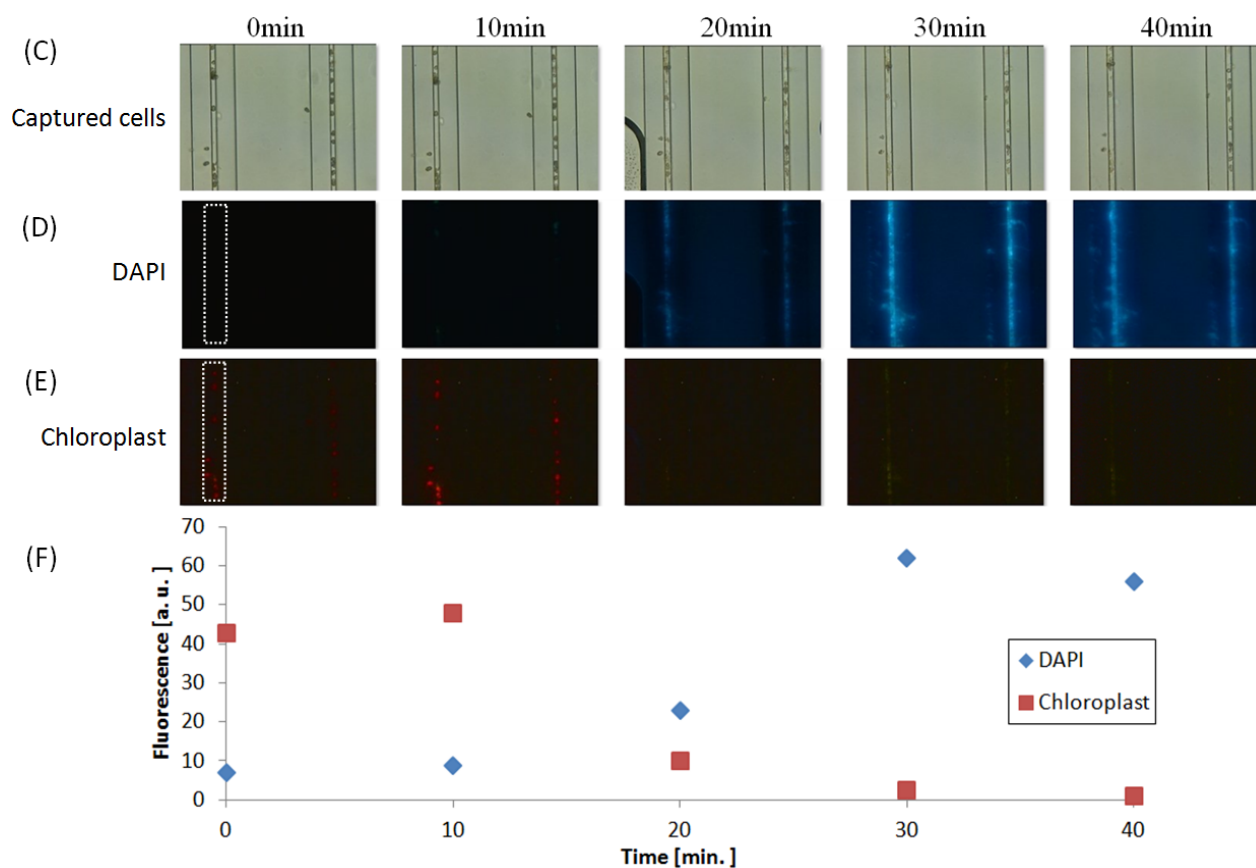 0min 10min 20min 30min 40min
(C)
Captured cells
(D)
DAPI
(E)
Chloroplast
(F)
70
60
50
40
30
20
10
0
Fluorescence [a. u. ]
DAPI
Chloroplast
0 10 20 30 40
Time [min. ]